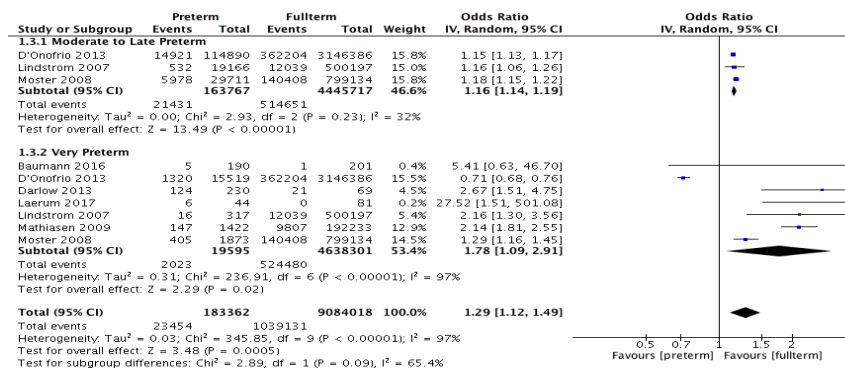 Preterm Fullterm Odds Ratio Odds Ratio
Study or Subgroup Events Total Events Total Weight IV, Random, 95% CI IV, Random, 95% CI
1.3.1 Moderate to Late Preterm
D'Onofrio 2013 14921 114890 362204 3146386 15.8% 1.15 [1.13, 1.17]
Lindstrom 2007 532 19166 12039 500197 15.0% 1.16 [1.06, 1.26]
Moster 2008 5978 29711 140408 799134 15.8% 1.18 [1.15, 1.22]
Subtotal (95% CI) 163767 4445717 46.6% 1.16 [1.14, 1.19]
Total events 21431 514651
Heterogeneity: Tau² = 0.00; Chi² = 2.93, df = 2 (P = 0.23); I² = 32%
Test for overall effect: Z = 13.49 (P < 0.00001)
1.3.2 Very Preterm
Baumann 2016 5 190 1 201 0.4% 5.41 [0.63, 46.70]
D'Onofrio 2013 1320 15519 362204 3146386 15.5% 0.71 [0.68, 0.76]
Darlow 2013 124 230 21 69 4.5% 2.67 [1.51, 4.75]
Laerum 2017 6 44 0 81 0.2% 27.52 [1.51, 501.08]
Lindstrom 2007 16 317 12039 500197 5.4% 2.16 [1.30, 3.56]
Mathiasen 2009 147 1422 9807 192233 12.9% 2.14 [1.81, 2.55]
Moster 2008 405 1873 140408 799134 14.5% 1.29 [1.16, 1.45]
Subtotal (95% CI) 19595 4638301 53.4% 1.78 [1.09, 2.91]
Total events 2023 524480
Heterogeneity: Tau² = 0.31; Chi² = 236.91, df = 6 (P < 0.00001); I² = 97%
Test for overall effect: Z = 2.29 (P = 0.02)
Total (95% CI) 183362 9084018 100.0% 1.29 [1.12, 1.49]
Total events 23454 1039131
Heterogeneity: Tau² = 0.03; Chi² = 345.85, df = 9 (P < 0.00001); I² = 97%
Test for overall effect: Z = 3.48 (P = 0.0005)
Test for subgroup differences: Chi² = 2.89, df = 1 (P = 0.09), I² = 65.4%
0.5 0.7 1 1.5 2
Favours [preterm] Favours [fullterm]